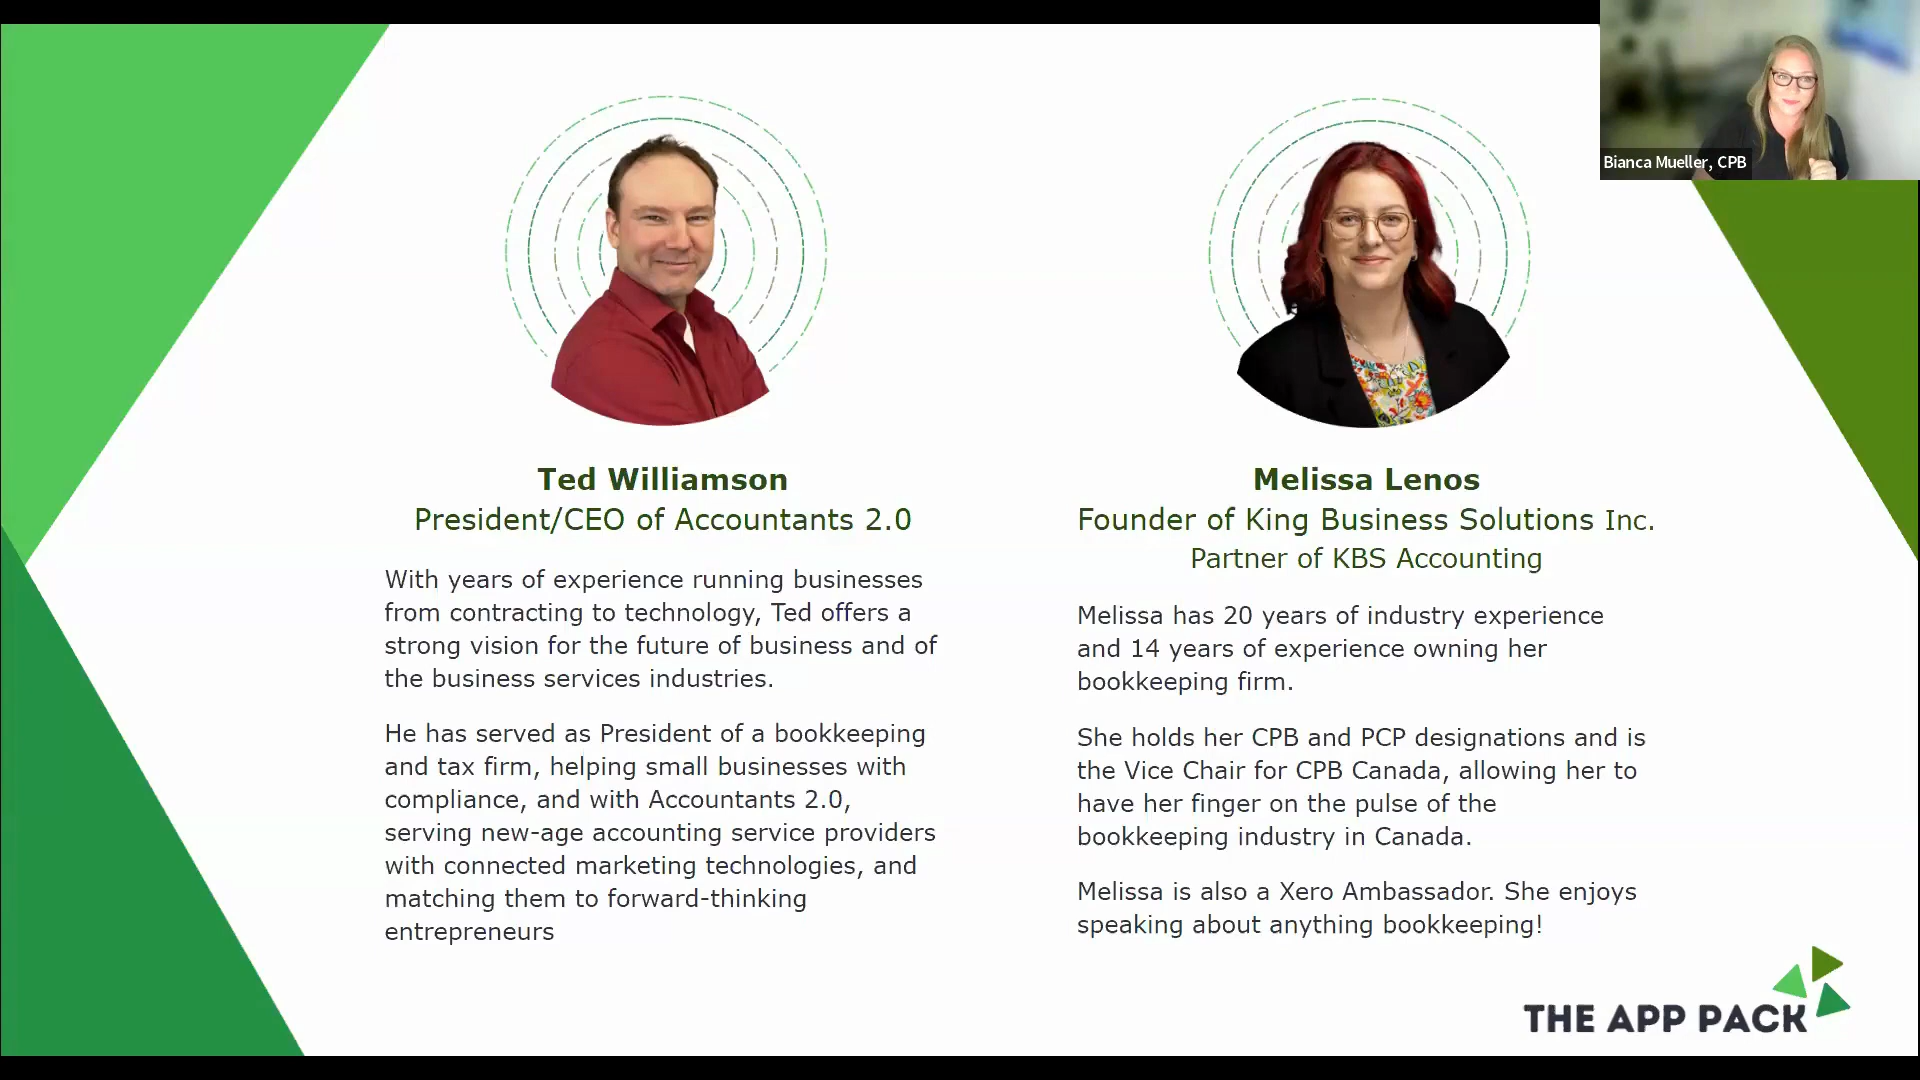 Bianca Mueller, CPB
Ted Williamson
President/CEO of Accountants 2.0
With years of experience running businesses
from contracting to technology, Ted offers a
strong vision for the future of business and of
the business services industries.
He has served as President of a bookkeeping
and tax firm, helping small businesses with
compliance, and with Accountants 2.0,
serving new-age accounting service providers
with connected marketing technologies, and
matching them to forward-thinking
entrepreneurs
Melissa Lenos
Founder of King Business Solutions Inc.
Partner of KBS Accounting
Melissa has 20 years of industry experience
and 14 years of experience owning her
bookkeeping firm.
She holds her CPB and PCP designations and is
the Vice Chair for CPB Canada, allowing her to
have her finger on the pulse of the
bookkeeping industry in Canada.
Melissa is also a Xero Ambassador. She enjoys
speaking about anything bookkeeping!
THE APP PACK